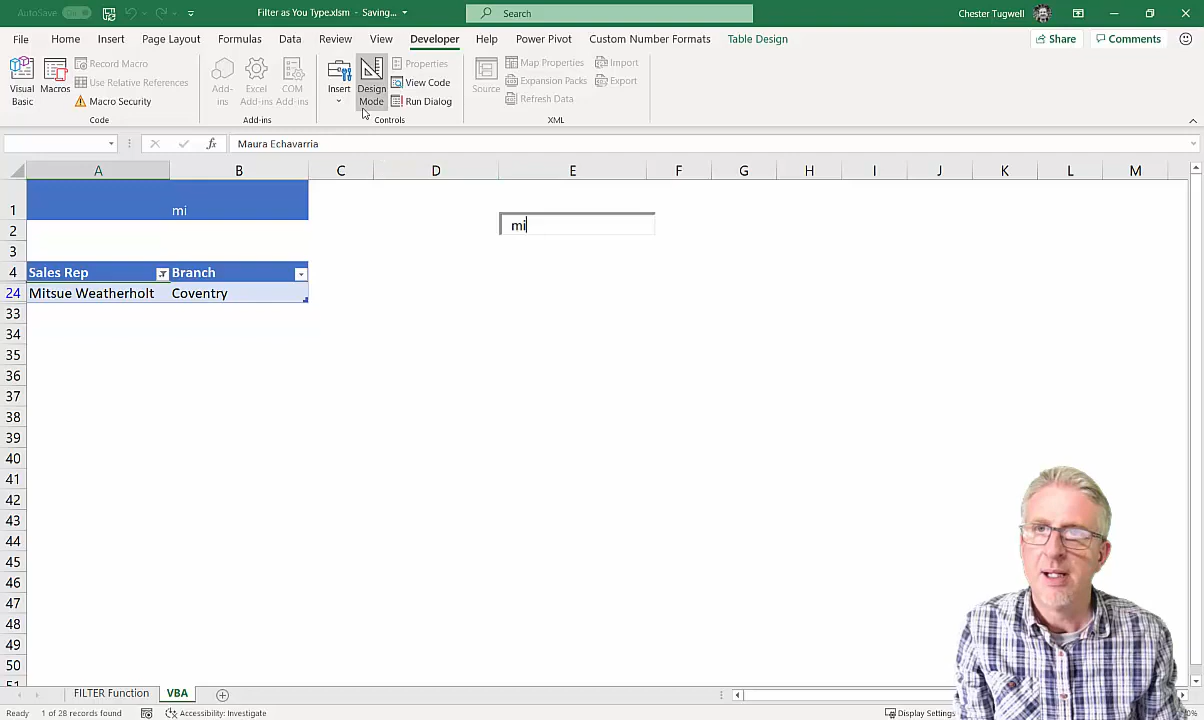 AutoSave Off Filter as You Type.xlsm - Saving... Search Chester Tugwell
File Home Insert Page Layout Formulas Data Review View Developer Help Power Pivot Custom Number Formats Table Design Share Comments
Visual Basic
Macros
Record Macro
Use Relative References
Macro Security
Code
Add-ins
Excel Add-ins
COM Add-ins
Add-ins
Insert
Design Mode
Properties
View Code
Run Dialog
Controls
Source
Map Properties
Expansion Packs
Refresh Data
Import
Export
XML
fx Maura Echavarria
A B C D E F G H I J K L M
1 mi
2 mi
3
4 Sales Rep Branch
24 Mitsue Weatherholt Coventry
33
34
35
36
37
38
39
40
41
42
43
44
45
46
47
48
49
50
51
FILTER Function VBA
Ready 1 of 28 records found Accessibility: Investigate Display Settings